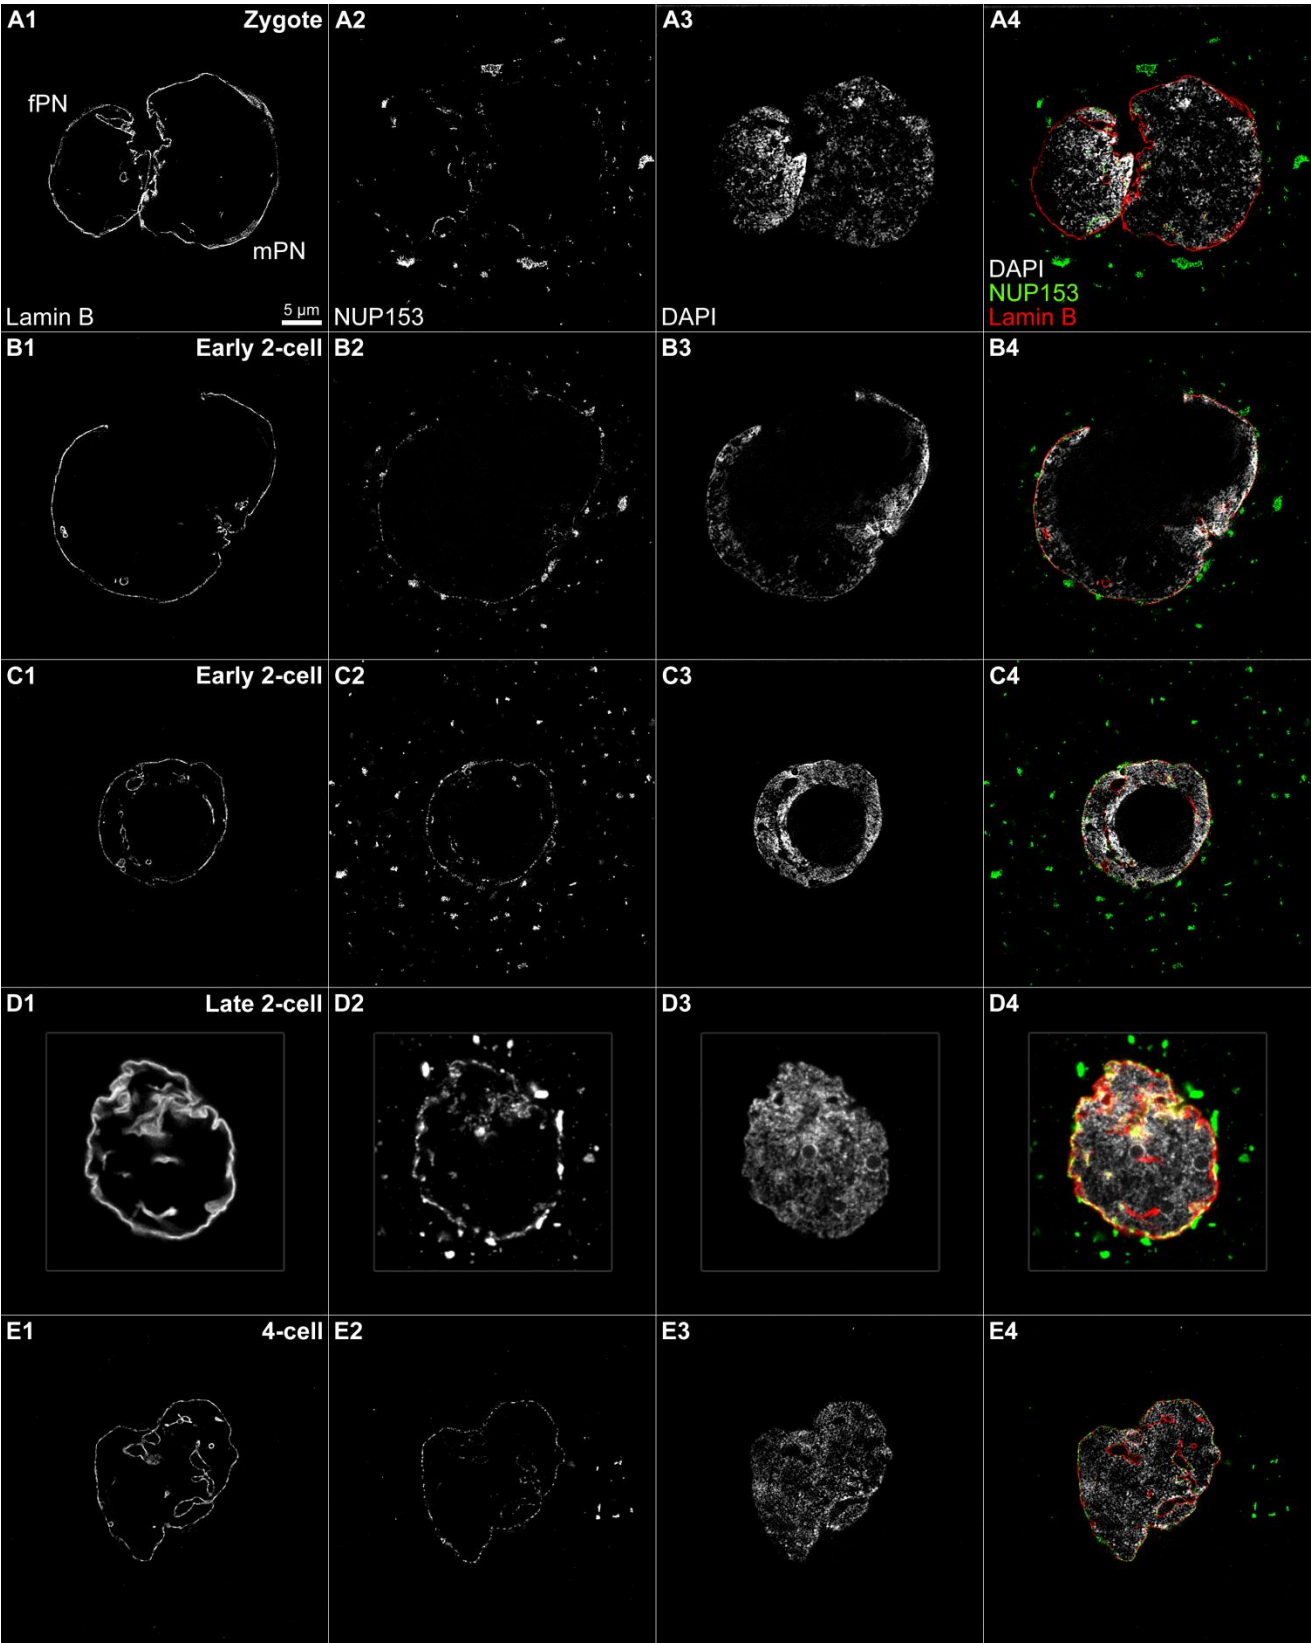 A1 Zygote A2 A3 A4
fPN
mPN
Lamin B 5 µm NUP153 DAPI DAPI
NUP153
Lamin B
B1 Early 2-cell B2 B3 B4
C1 Early 2-cell C2 C3 C4
D1 Late 2-cell D2 D3 D4
E1 4-cell E2 E3 E4